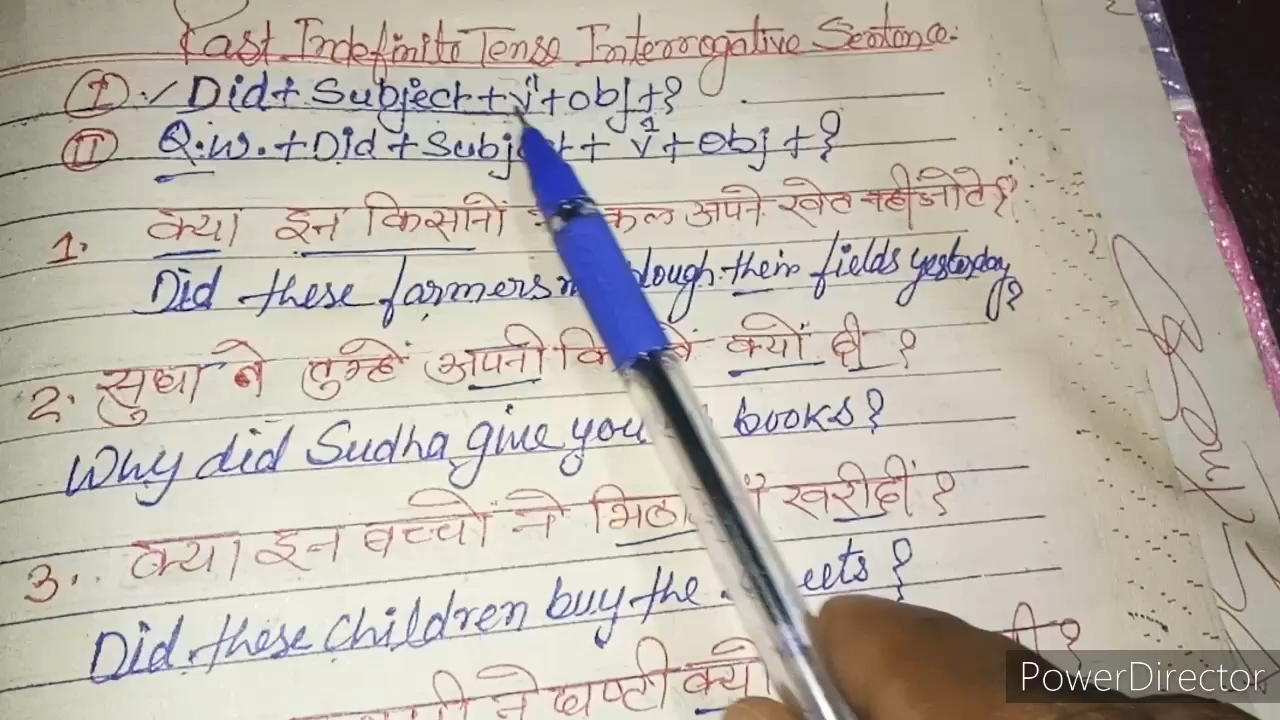 Past Indefinite Tense Interrogative Sentence.
I. ✓ Did + Subject + V¹ + obj + ?
II Q.W. + Did + Subject + V¹ + Obj + ?
1. क्या इन किसानों कल अपने खेत नहीं जोते?
Did these farmers their fields yesterday?
2. सुधा ने तुम्हें अपनी क्यों दी ?
Why did Sudha give you books?
3. क्या इन बच्चों ने खरीदीं ?
Did these children buy the ?
ने घण्टी
PowerDirector